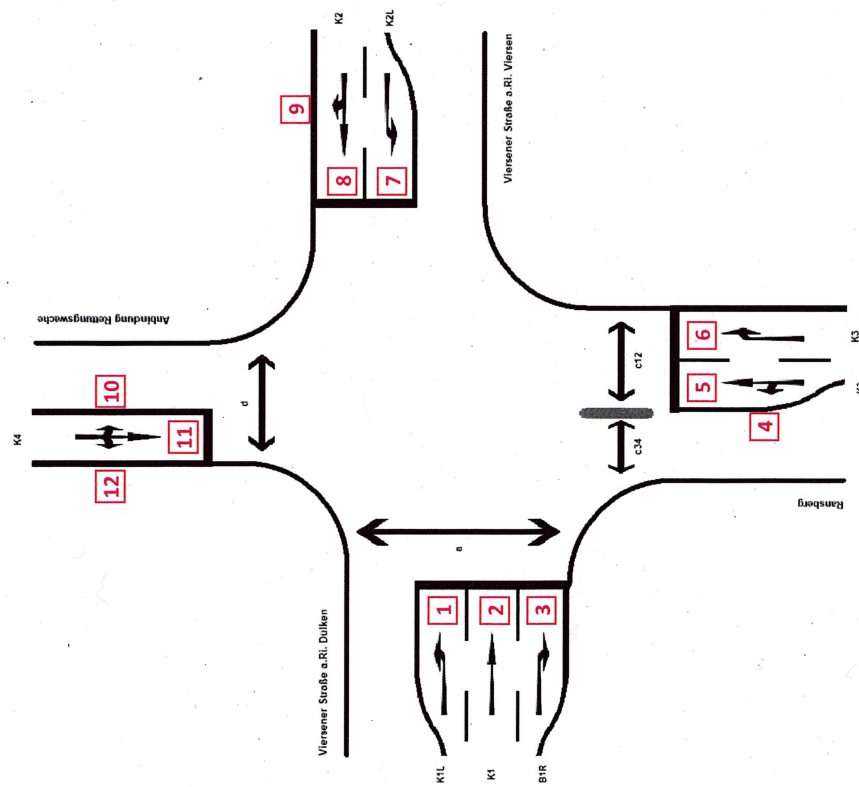 K4
K2
K2L
Anbindung Rettungswache
9
10
8
7
12
11
d
Viersener Straße a.Ri. Viersen
Viersener Straße a.Ri. Dülken
a
c12
c34
6
5
4
K3
Ransberg
1
2
3
K1L
K1
B1R